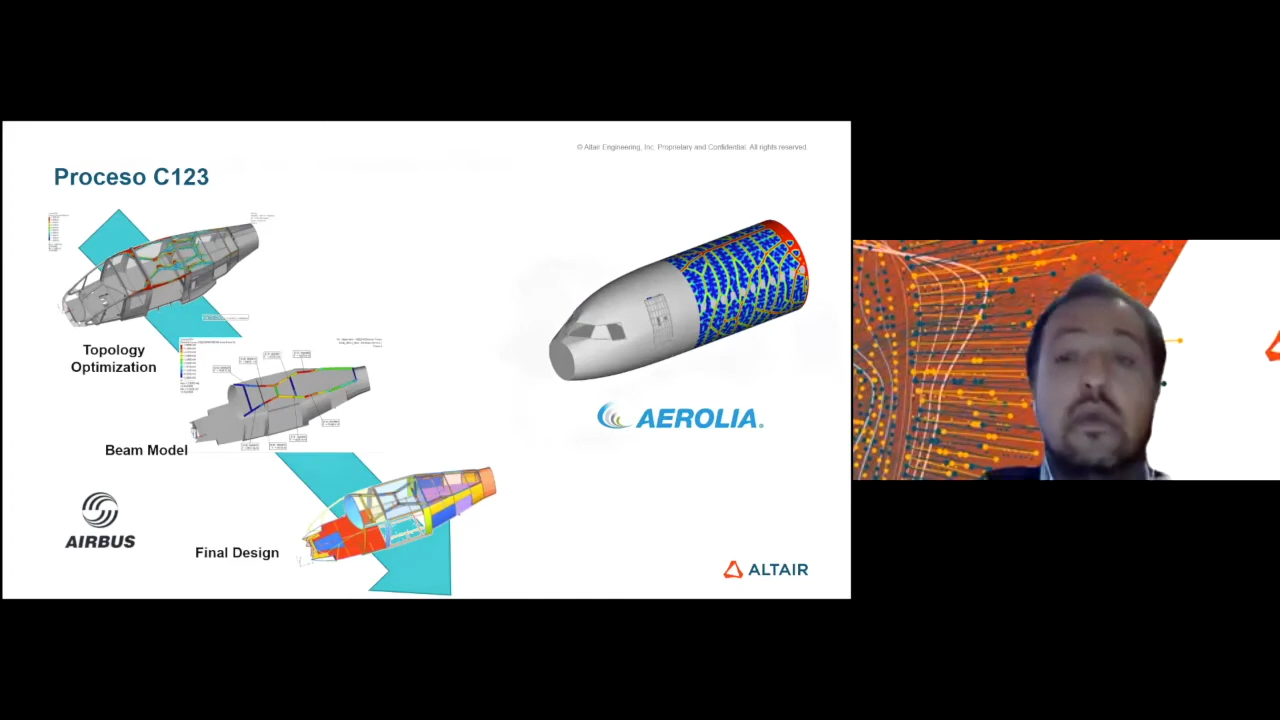 © Altair Engineering, Inc. Proprietary and Confidential. All rights reserved.
Proceso C123
Topology
Optimization
Beam Model
AIRBUS
Final Design
AEROLIA.
ALTAIR